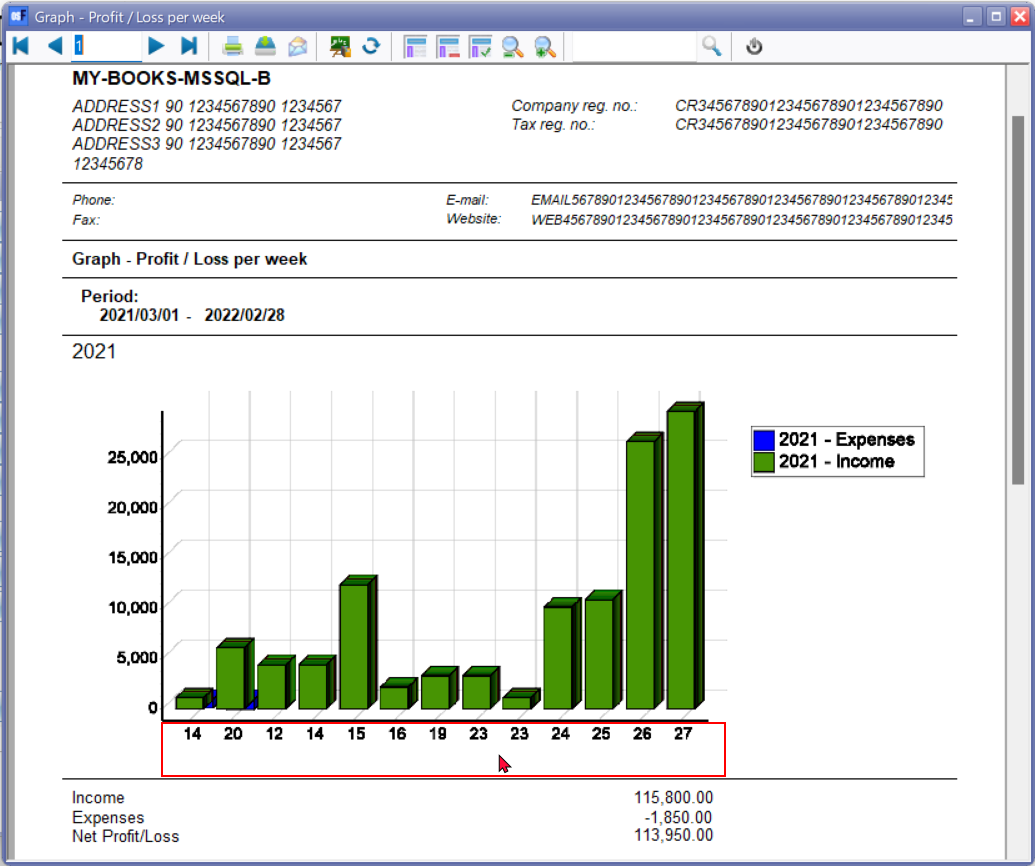 Graph - Profit / Loss per week
1
MY-BOOKS-MSSQL-B
ADDRESS1 90 1234567890 1234567
ADDRESS2 90 1234567890 1234567
ADDRESS3 90 1234567890 1234567
12345678
Company reg. no.: CR3456789012345678901234567890
Tax reg. no.: CR3456789012345678901234567890
Phone:
Fax:
E-mail: EMAIL567890123456789012345678901234567890123456789012345
Website: WEB4567890123456789012345678901234567890123456789012345
Graph - Profit / Loss per week
Period:
2021/03/01 - 2022/02/28
2021
25,000
20,000
15,000
10,000
5,000
0
14 20 12 14 15 16 19 23 23 24 25 26 27
2021 - Expenses
2021 - Income
Income 115,800.00
Expenses -1,850.00
Net Profit/Loss 113,950.00